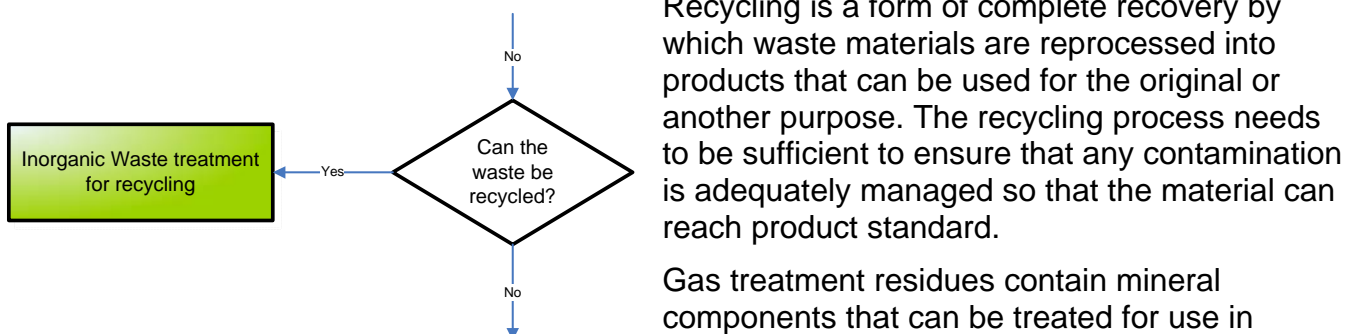 No
Can the
waste be
recycled?
Yes
Inorganic Waste treatment
for recycling
No
Recycling is a form of complete recovery by
which waste materials are reprocessed into
products that can be used for the original or
another purpose. The recycling process needs
to be sufficient to ensure that any contamination
is adequately managed so that the material can
reach product standard.
Gas treatment residues contain mineral
components that can be treated for use in